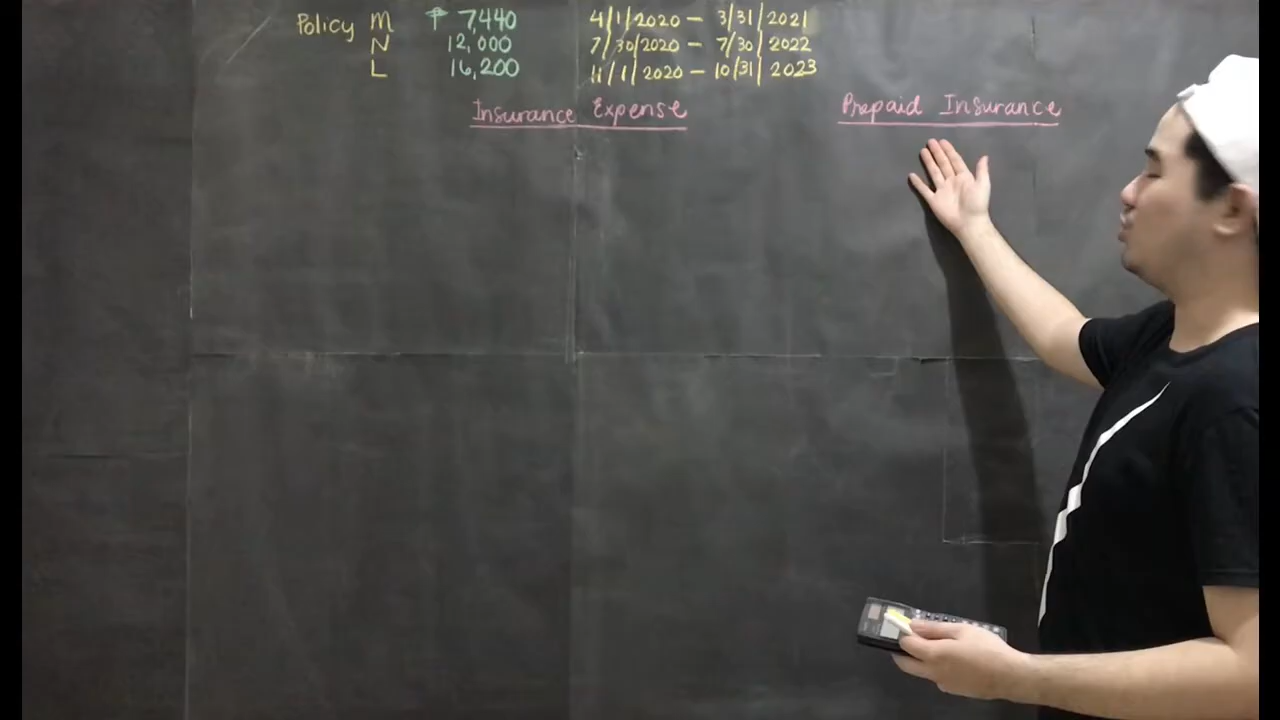 Policy M ₱ 7,440 4/1/2020 - 3/31/2021
N 12,000 7/30/2020 - 7/30/2022
L 16,200 11/1/2020 - 10/31/2023
Insurance Expense Prepaid Insurance